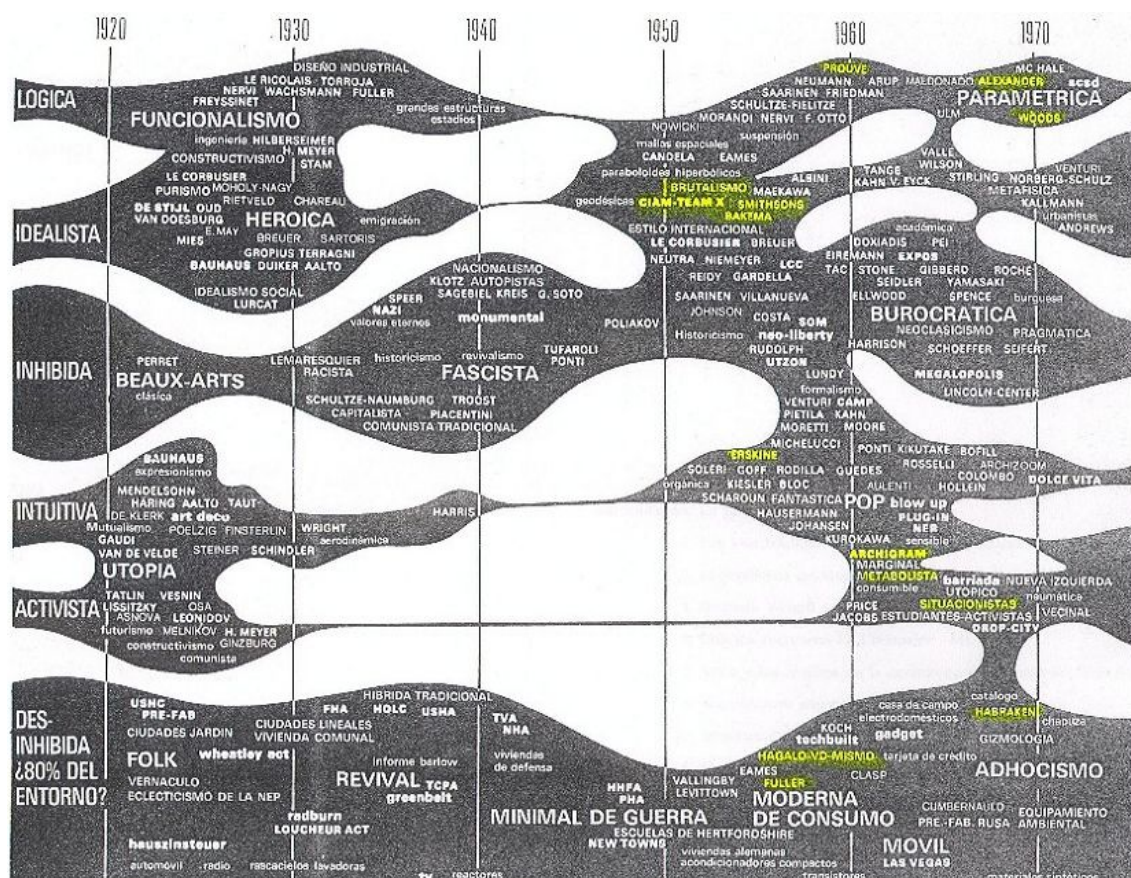 1920 1930 1940 1950 1960 1970
LOGICA
DISEÑO INDUSTRIAL
LE RICOLAIS TORROJA
NERVI WACHSMANN FULLER
FREYSSINET
FUNCIONALISMO
grandes estructuras
estadios
ingeniería HILBERSEIMER
H. MEYER
CONSTRUCTIVISMO
STAM
PROUVE
NEUMANN ARUP MALDONADO
SAARINEN FRIEDMAN
SCHULTZE-FIELITZE
MORANDI NERVI F. OTTO
NOWICKI
suspensión
mallas espaciales
CANDELA EAMES
paraboloides hiperbólicos
MC HALE
ALEXANDER scsd
PARAMETRICA
ULM WOODS
IDEALISTA
LE CORBUSIER
PURISMO MOHOLY-NAGY
RIETVELD CHAREAU
DE STIJL OUD
VAN DOESBURG
HEROICA
emigración
E. MAY
MIES
BREUER SARTORIS
GROPIUS TERRAGNI
BAUHAUS DUIKER AALTO
IDEALISMO SOCIAL
LURCAT
ALBINI
BRUTALISMO
MAEKAWA
geodésicas CIAM-TEAM X SMITHSONS
BAKEMA
ESTILO INTERNACIONAL
LE CORBUSIER BREUER
NEUTRA NIEMEYER LCC
REIDY GARDELLA
TANGE
KAHN V. EYCK
VALLE
WILSON
STIRLING
VENTURI
NORBERG-SCHULZ
METAFISICA
KALLMANN
urbanistas
ANDREWS
académica
DOXIADIS PEI
EIREMANN EXPOS
TAC STONE GIBBERD ROCHE
SEIDLER YAMASAKI
INHIBIDA
NACIONALISMO
KLOTZ AUTOPISTAS
SAGEBIEL KREIS G. SOTO
SPEER
NAZI
valores eternos
monumental
PERRET
BEAUX-ARTS
clásica
LEMARESQUIER
RACISTA
historicismo revivalismo
FASCISTA
TUFAROLI
PONTI
POLIAKOV
SCHULTZE-NAUMBURG TROOST
CAPITALISTA PIACENTINI
COMUNISTA TRADICIONAL
SAARINEN VILLANUEVA
JOHNSON
COSTA SOM
Historicismo neo-liberty
RUDOLPH
UTZON
ELLWOOD SPENCE burguesa
BUROCRATICA
NEOCLASICISMO PRAGMATICA
HARRISON
SCHOEFFER SEIFERT
LUNDY
MEGALOPOLIS
LINCOLN-CENTER
formalismo
VENTURI CAMP
PIETILA KAHN
MORETTI MOORE
MICHELUCCI
INTUITIVA
BAUHAUS
expresionismo
MENDELSOHN
HÄRING AALTO TAUT
DE KLERK art deco
Mutualismo POELZIG FINSTERLIN
GAUDI
WRIGHT
aerodinámica
HARRIS
VAN DE VELDE STEINER SCHINDLER
UTOPIA
ERSKINE
SOLERI GOFF RODILLA GUEDES
orgánica KIESLER BLOC
SCHAROUN FANTASTICA
HAUSERMANN
JOHANSEN
PONTI KIKUTAKE BOFILL
ROSSELLI ARCHIZOOM
COLOMBO DOLCE VITA
AULENTI HOLLEIN
POP blow up
PLUG-IN
NER
KUROKAWA sensible
ACTIVISTA
TATLIN VESNIN
LISSITZKY OSA
ASNOVA LEONIDOV
futurismo MELNIKOV H. MEYER
constructivismo GINZBURG
comunista
ARCHIGRAM
MARGINAL
METABOLISTA
consumible
barriada NUEVA IZQUIERDA
UTOPICO
neumática
PRICE SITUACIONISTAS
JACOBS ESTUDIANTES-ACTIVISTAS VECINAL
DROP-CITY
DES-
INHIBIDA
¿80% DEL
ENTORNO?
USHC
PRE-FAB
CIUDADES JARDIN
HIBRIDA TRADICIONAL
FHA HOLC USHA
CIUDADES LINEALES
VIVIENDA COMUNAL
TVA
NHA
FOLK wheatley act
VERNACULO
ECLECTICISMO DE LA NEP
informe barlow
REVIVAL TCPA
greenbelt
viviendas
de defensa
radburn
LOUCHEUR ACT
hauszinsteuer
automóvil radio rascacielos lavadoras
tv reactores
HHFA
PHA
MINIMAL DE GUERRA
ESCUELAS DE HERTFORDSHIRE
NEW TOWNS
VALLINGBY
LEVITTOWN
viviendas alemanas
acondicionadores compactos
transistores
catálogo
casa de campo HABRAKEN
electrodomésticos
chapuza
KOCH gadget
techbuilt
GIZMOLOGIA
HAGALO-VD-MISMO tarjeta de crédito
EAMES CLASP
FULLER
ADHOCISMO
MODERNA
DE CONSUMO
CUMBERNAULD EQUIPAMIENTO
PRE.-FAB. RUSA AMBIENTAL
MOVIL
LAS VEGAS
materiales sintéticos